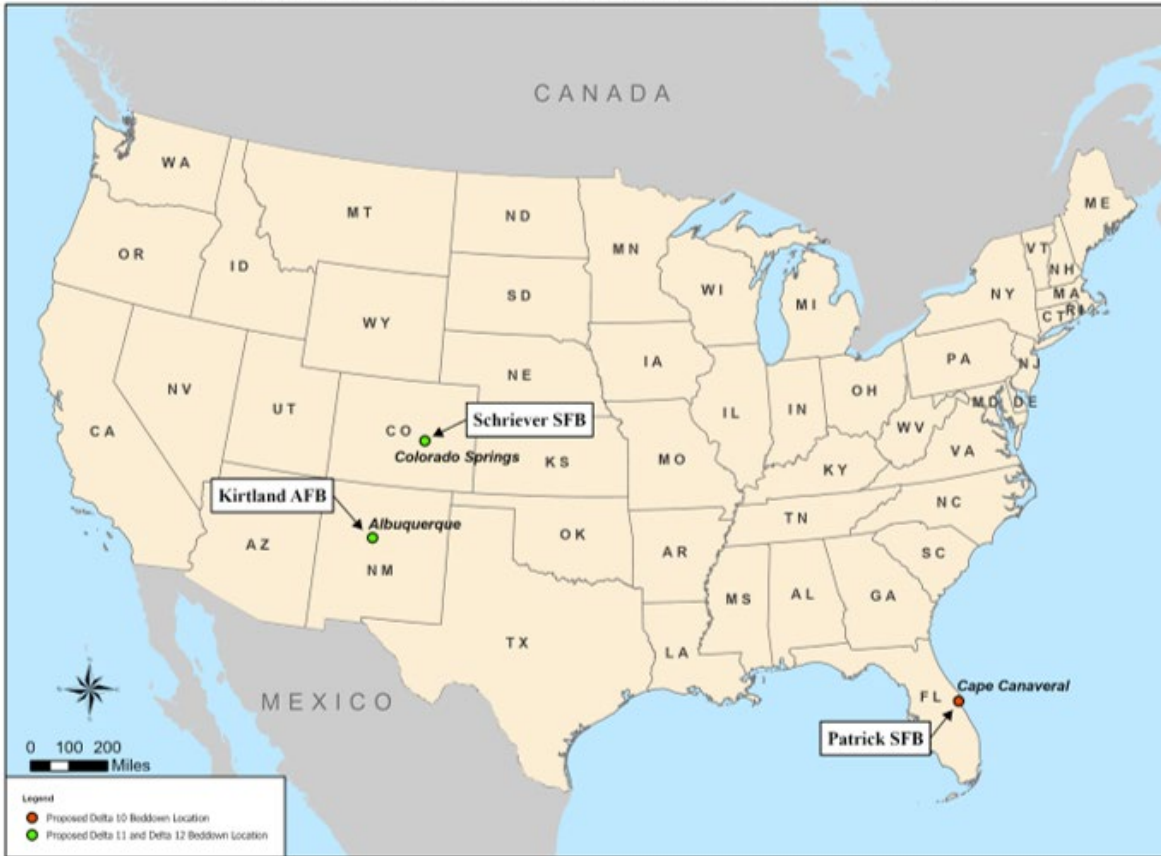 CANADA
WA
MT
ND
MN
ME
OR
ID
SD
WI
MI
VT
NH
NY
MA
CT
RI
WY
IA
PA
NJ
NE
NV
UT
IL
IN
OH
MD
DE
CA
CO
Schriever SFB
Colorado Springs
KS
MO
WV
VA
KY
Kirtland AFB
Albuquerque
NC
TN
AZ
NM
OK
AR
SC
MS
AL
GA
TX
LA
MEXICO
FL
Cape Canaveral
Patrick SFB
0 100 200
Miles
Legend
Proposed Delta 10 Beddown Location
Proposed Delta 11 and Delta 12 Beddown Location